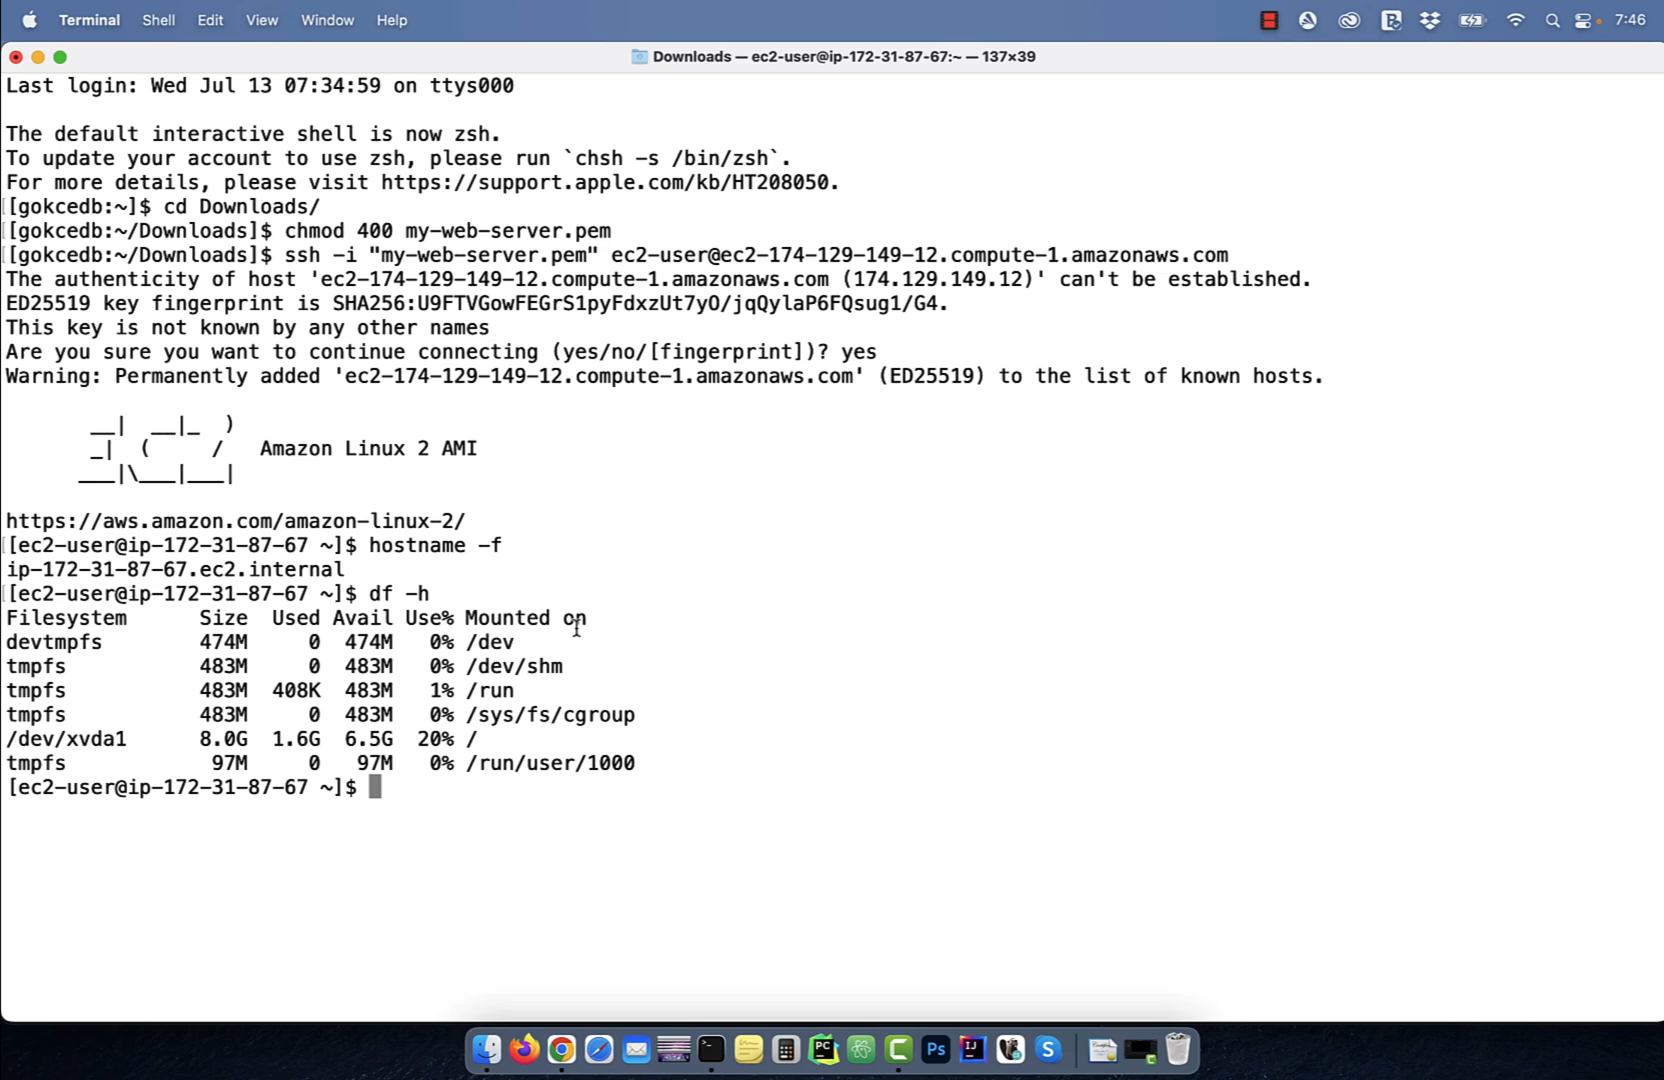 Terminal Shell Edit View Window Help 7:46
Downloads — ec2-user@ip-172-31-87-67:~ — 137×39
Last login: Wed Jul 13 07:34:59 on ttys000
The default interactive shell is now zsh.
To update your account to use zsh, please run `chsh -s /bin/zsh`.
For more details, please visit https://support.apple.com/kb/HT208050.
[[gokcedb:~]$ cd Downloads/
[[gokcedb:~/Downloads]$ chmod 400 my-web-server.pem
[[gokcedb:~/Downloads]$ ssh -i "my-web-server.pem" ec2-user@ec2-174-129-149-12.compute-1.amazonaws.com
The authenticity of host 'ec2-174-129-149-12.compute-1.amazonaws.com (174.129.149.12)' can't be established.
ED25519 key fingerprint is SHA256:U9FTVGowFEGrS1pyFdxzUt7yO/jqQylaP6FQsug1/G4.
This key is not known by any other names
Are you sure you want to continue connecting (yes/no/[fingerprint])? yes
Warning: Permanently added 'ec2-174-129-149-12.compute-1.amazonaws.com' (ED25519) to the list of known hosts.
       __|  __|_  )
       _|  (     /   Amazon Linux 2 AMI
      ___|\___|___|
https://aws.amazon.com/amazon-linux-2/
[[ec2-user@ip-172-31-87-67 ~]$ hostname -f
ip-172-31-87-67.ec2.internal
[[ec2-user@ip-172-31-87-67 ~]$ df -h
Filesystem      Size  Used Avail Use% Mounted on
devtmpfs        474M     0  474M   0% /dev
tmpfs           483M     0  483M   0% /dev/shm
tmpfs           483M  408K  483M   1% /run
tmpfs           483M     0  483M   0% /sys/fs/cgroup
/dev/xvda1      8.0G  1.6G  6.5G  20% /
tmpfs            97M     0   97M   0% /run/user/1000
[ec2-user@ip-172-31-87-67 ~]$
PC Ps IJ